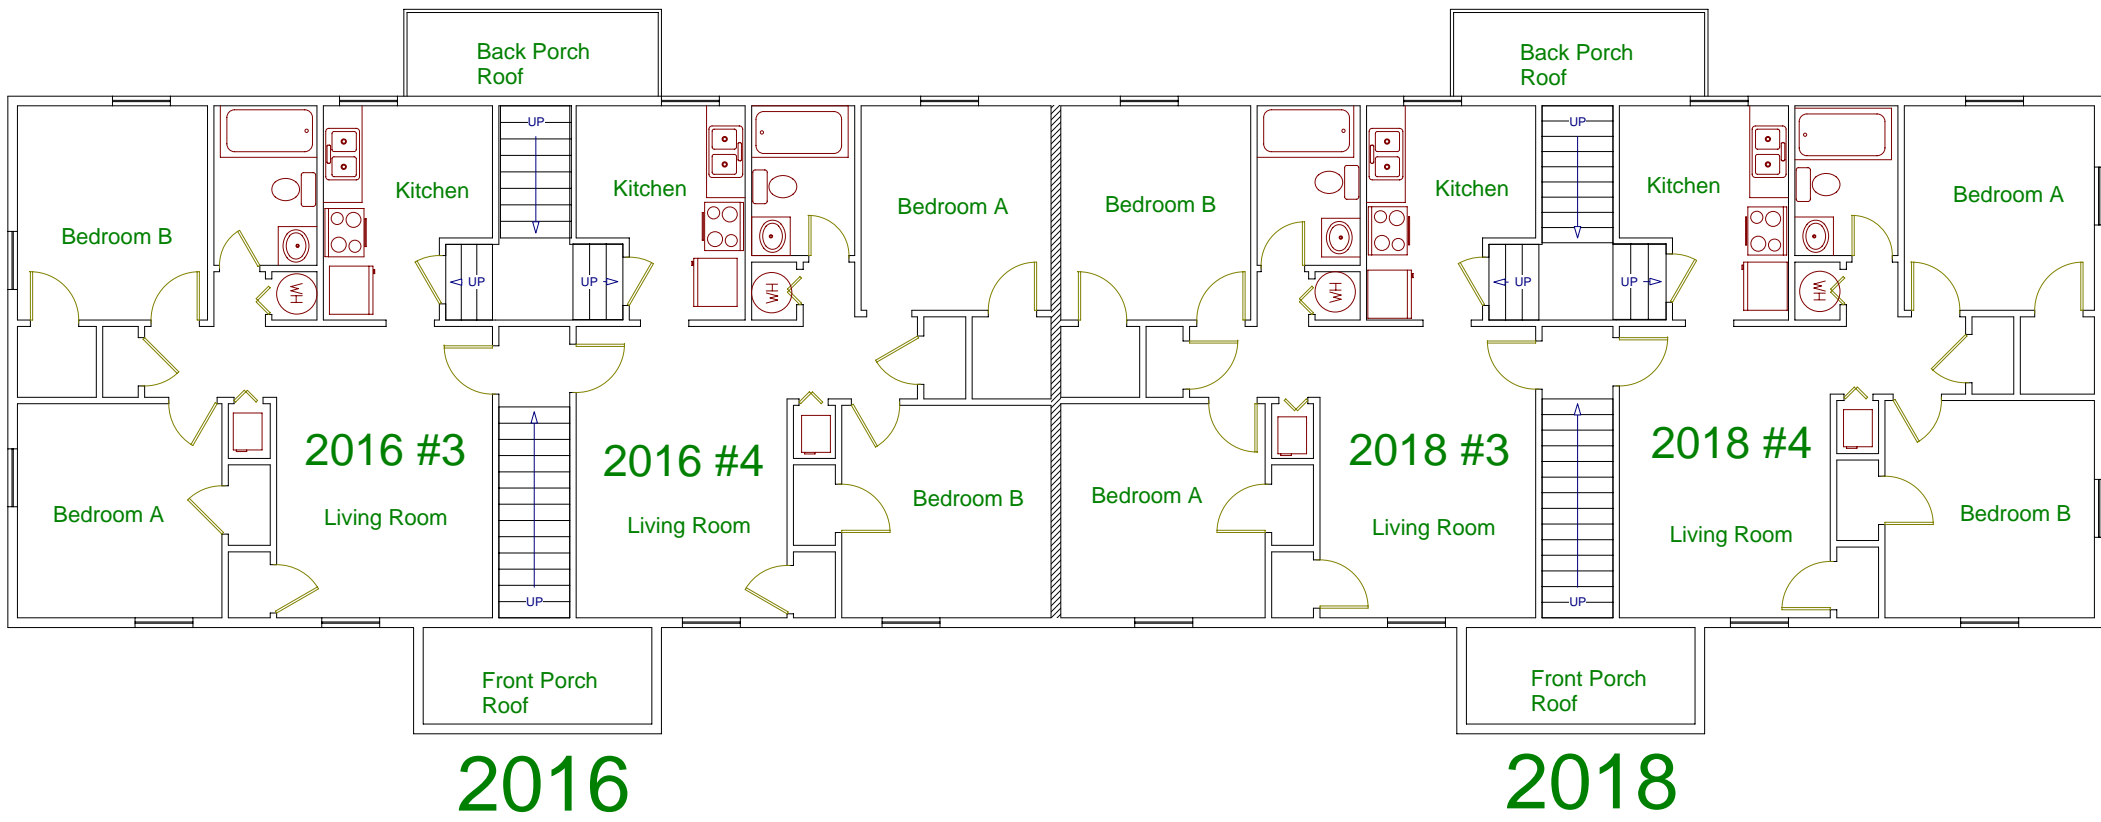 Back Porch
Roof
Back Porch
Roof
UP
UP
Kitchen
Kitchen
Kitchen
Kitchen
Bedroom B
Bedroom A
Bedroom B
Bedroom A
UP
UP
UP
UP
WH
WH
WH
WH
2016 #3
2016 #4
2018 #3
2018 #4
Bedroom A
Living Room
Living Room
Bedroom B
Bedroom A
Living Room
Living Room
Bedroom B
UP
UP
Front Porch
Roof
Front Porch
Roof
2016
2018